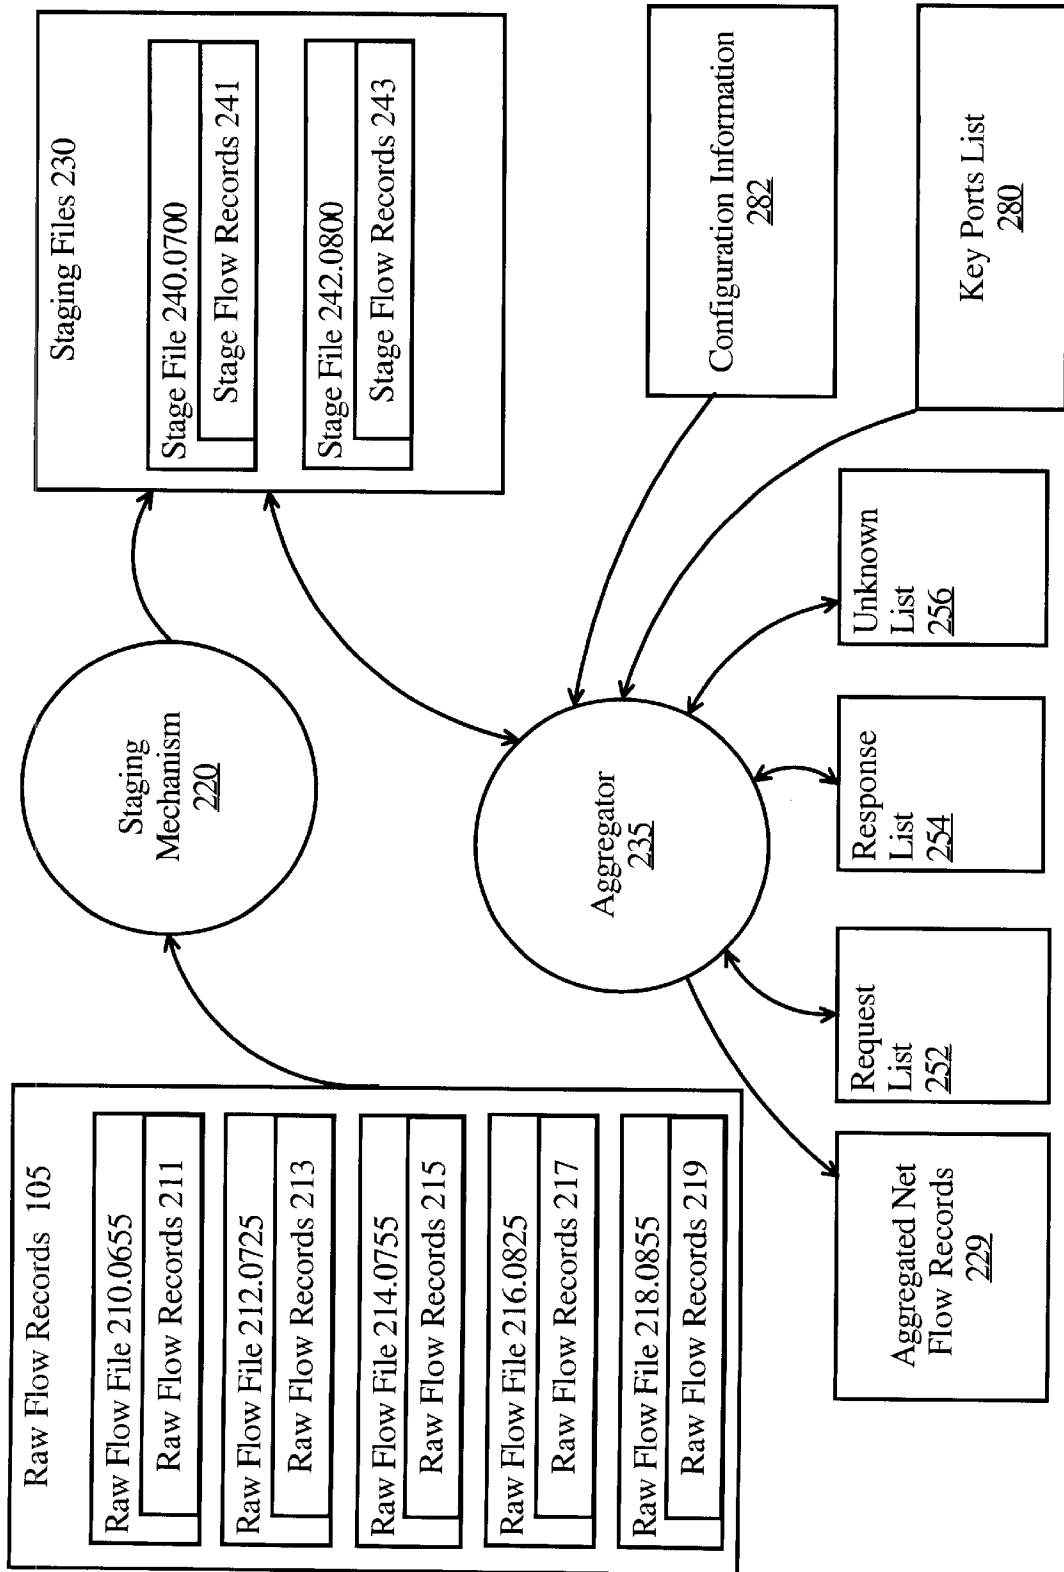 Raw Flow Records 105
Raw Flow File 210.0655
Raw Flow Records 211
Raw Flow File 212.0725
Raw Flow Records 213
Raw Flow File 214.0755
Raw Flow Records 215
Raw Flow File 216.0825
Raw Flow Records 217
Raw Flow File 218.0855
Raw Flow Records 219
Staging
Mechanism
220
Staging Files 230
Stage File 240.0700
Stage Flow Records 241
Stage File 242.0800
Stage Flow Records 243
Aggregator
235
Configuration Information
282
Key Ports List
280
Aggregated Net
Flow Records
229
Request
List
252
Response
List
254
Unknown
List
256